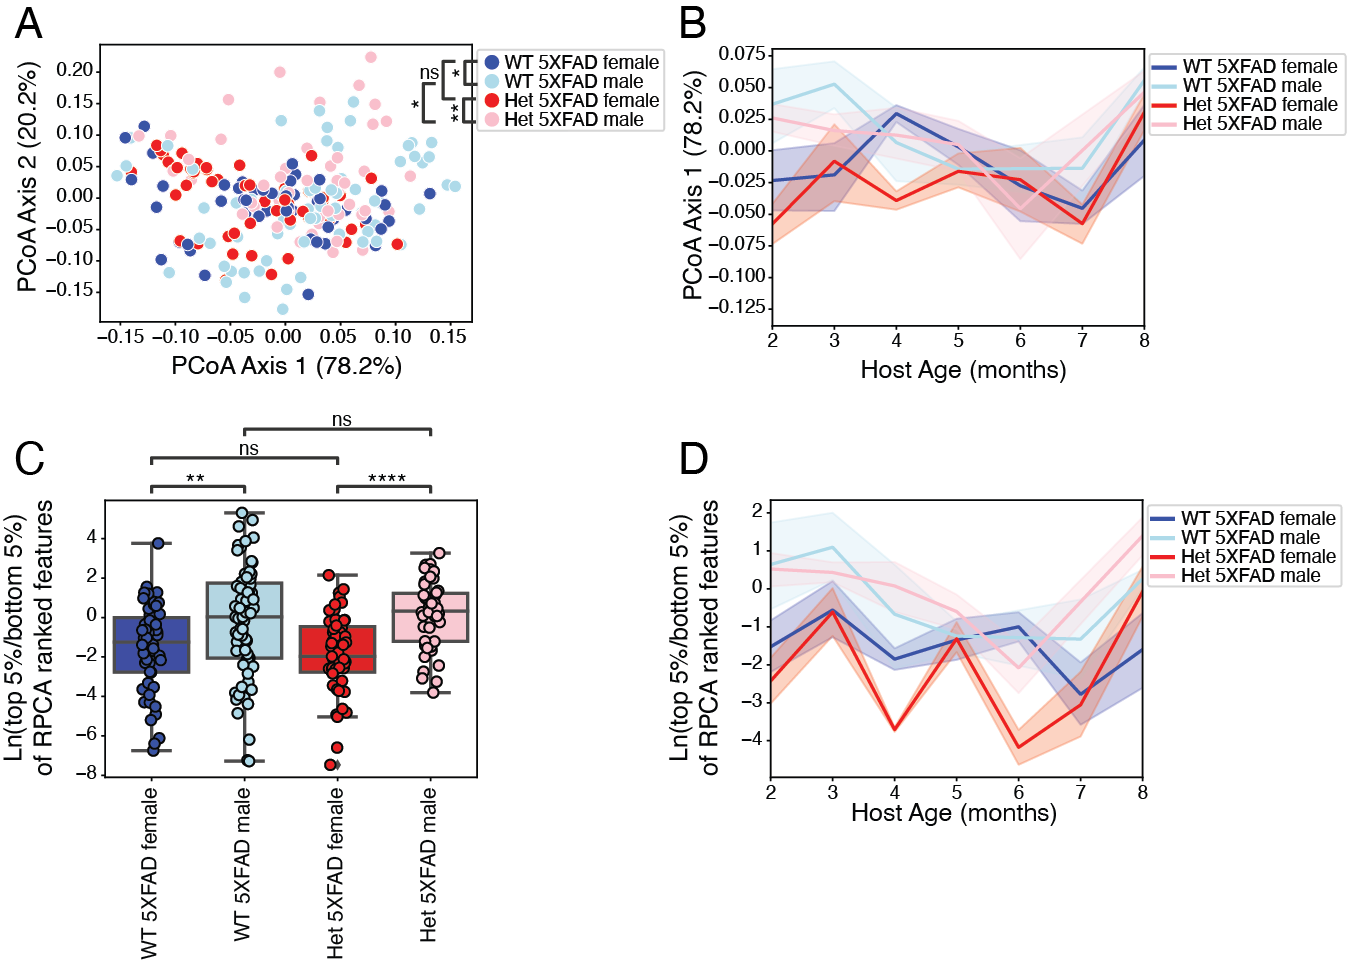 A
PCoA Axis 2 (20.2%)
0.20
0.15
0.10
0.05
0.00
−0.05
−0.10
−0.15
−0.15 −0.10 −0.05 0.00 0.05 0.10 0.15
PCoA Axis 1 (78.2%)
ns
*
*
**
WT 5XFAD female
WT 5XFAD male
Het 5XFAD female
Het 5XFAD male
B
PCoA Axis 1 (78.2%)
0.075
0.050
0.025
0.000
−0.025
−0.050
−0.075
−0.100
−0.125
2 3 4 5 6 7 8
Host Age (months)
WT 5XFAD female
WT 5XFAD male
Het 5XFAD female
Het 5XFAD male
C
ns
ns
**
****
Ln(top 5%/bottom 5%)
of RPCA ranked features
4
2
0
−2
−4
−6
−8
WT 5XFAD female
WT 5XFAD male
Het 5XFAD female
Het 5XFAD male
D
Ln(top 5%/bottom 5%)
of RPCA ranked features
2
1
0
−1
−2
−3
−4
2 3 4 5 6 7 8
Host Age (months)
WT 5XFAD female
WT 5XFAD male
Het 5XFAD female
Het 5XFAD male